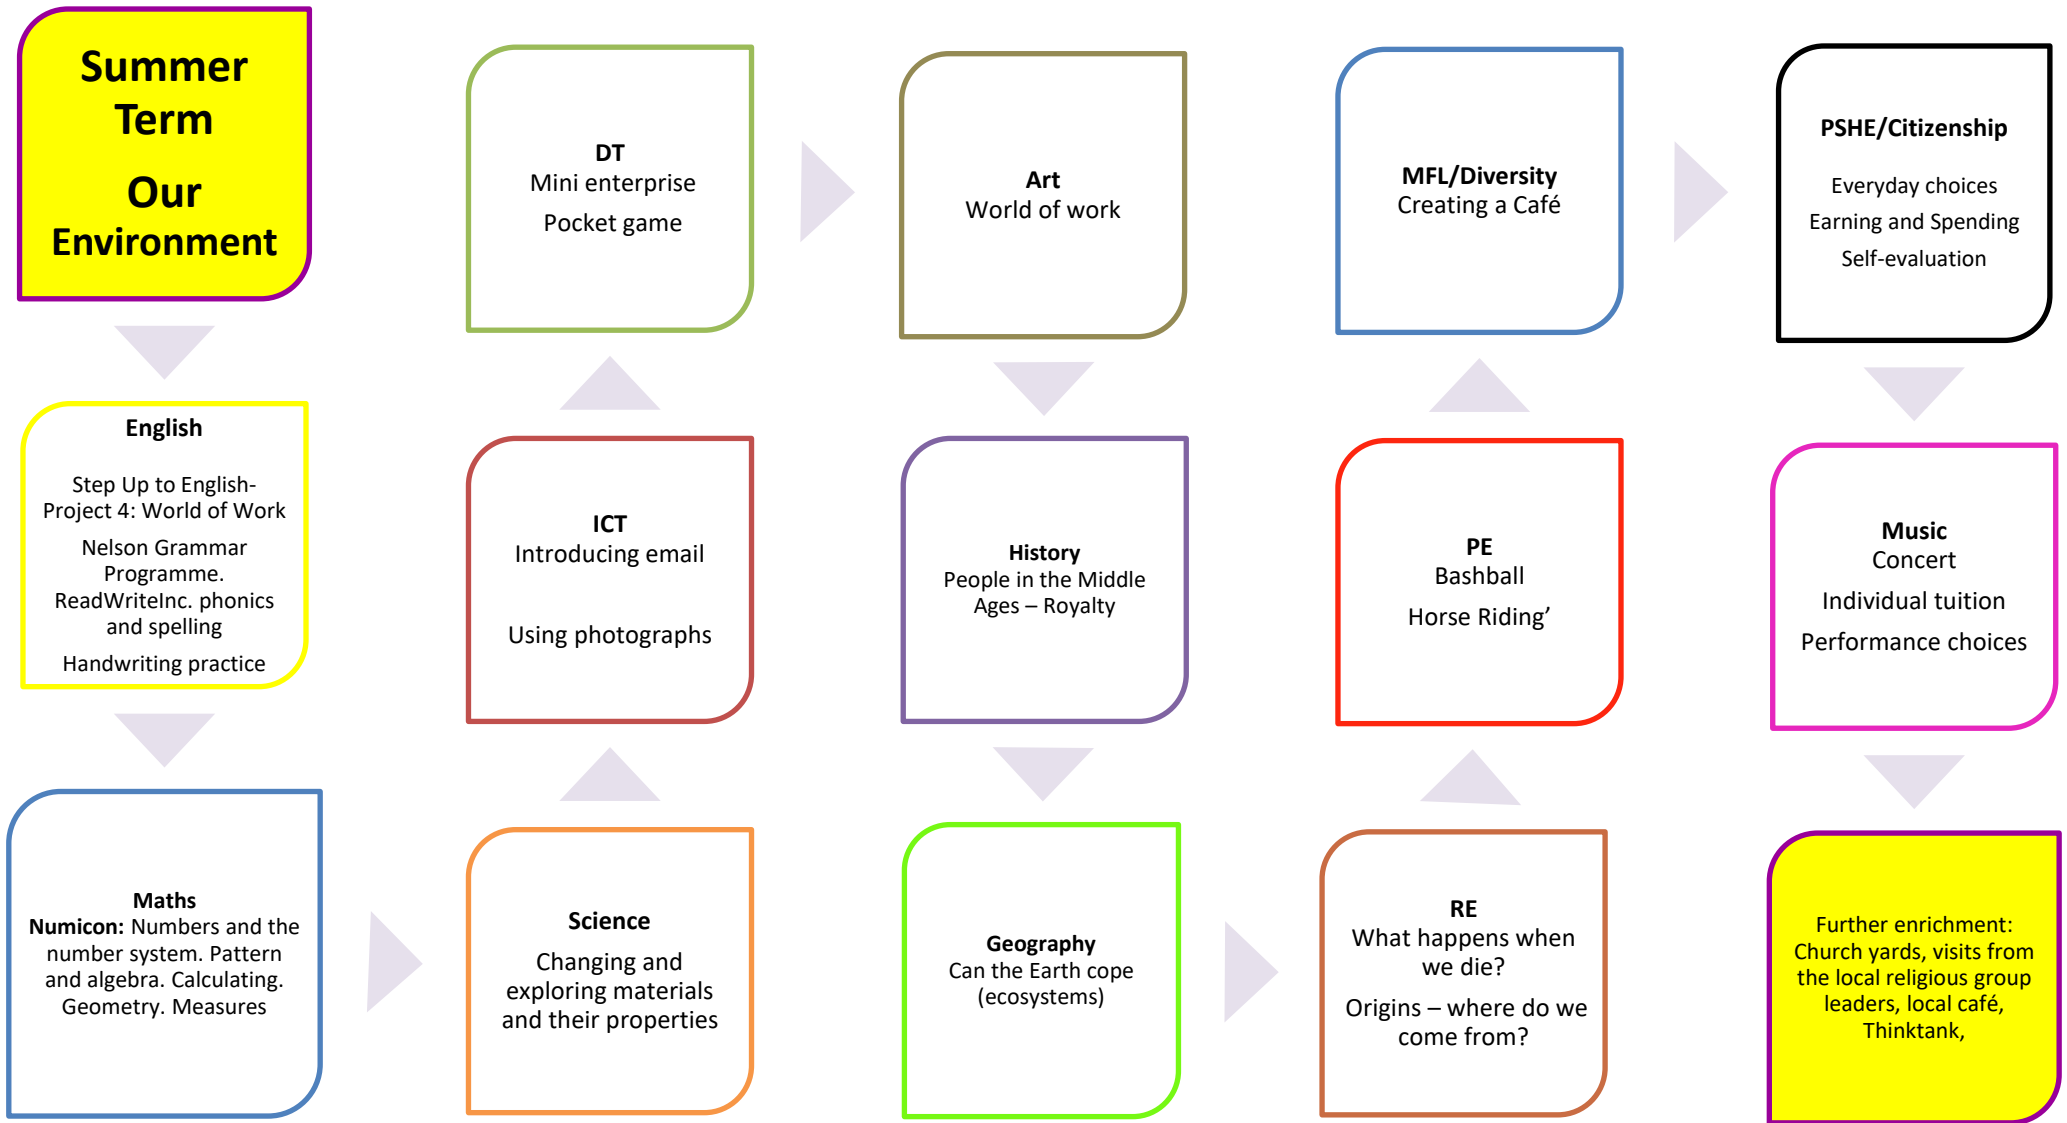 Summer
Term
Our
Environment
English
Step Up to English-
Project 4: World of Work
Nelson Grammar
Programme.
ReadWriteInc. phonics
and spelling
Handwriting practice
Maths
Numicon: Numbers and the
number system. Pattern
and algebra. Calculating.
Geometry. Measures
Science
Changing and
exploring materials
and their properties
ICT
Introducing email
Using photographs
DT
Mini enterprise
Pocket game
Art
World of work
History
People in the Middle
Ages – Royalty
Geography
Can the Earth cope
(ecosystems)
RE
What happens when
we die?
Origins – where do we
come from?
PE
Bashball
Horse Riding’
MFL/Diversity
Creating a Café
PSHE/Citizenship
Everyday choices
Earning and Spending
Self-evaluation
Music
Concert
Individual tuition
Performance choices
Further enrichment:
Church yards, visits from
the local religious group
leaders, local café,
Thinktank,